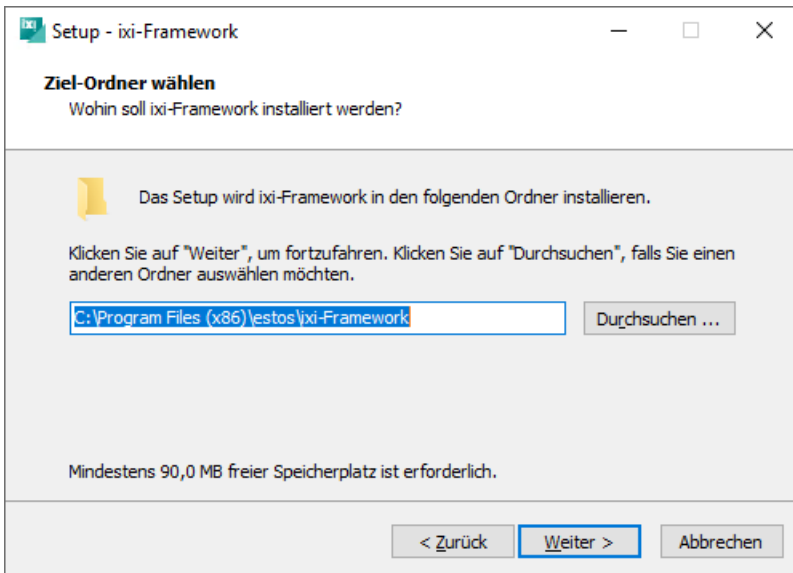 ixi
Setup - ixi-Framework
Ziel-Ordner wählen
Wohin soll ixi-Framework installiert werden?
Das Setup wird ixi-Framework in den folgenden Ordner installieren.
Klicken Sie auf "Weiter", um fortzufahren. Klicken Sie auf "Durchsuchen", falls Sie einen
anderen Ordner auswählen möchten.
C:\Program Files (x86)\estos\ixi-Framework
Durchsuchen ...
Mindestens 90,0 MB freier Speicherplatz ist erforderlich.
< Zurück
Weiter >
Abbrechen